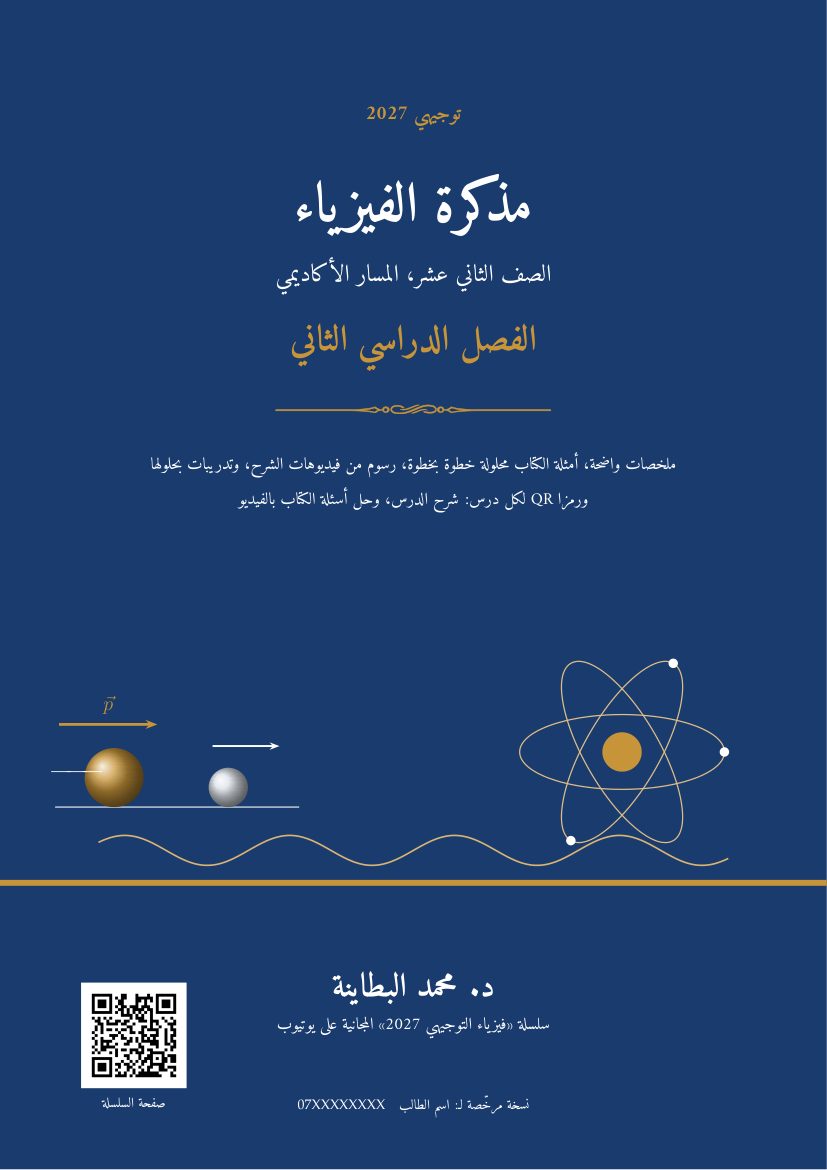 توجيهي 2027
مذكرة الفيزياء
الصف الثاني عشر، المسار الأكاديمي
الفصل الدراسي الثاني
ملخصات واضحة، أمثلة الكتاب محلولة خطوة بخطوة، رسوم من فيديوهات الشرح، وتدريبات بحلولها
ورمزا QR لكل درس: شرح الدرس، وحل أسئلة الكتاب بالفيديو
p⃗
د. محمد البطاينة
سلسلة «فيزياء التوجيهي 2027» المجانية على يوتيوب
صفحة السلسلة
نسخة مرخّصة لـ: اسم الطالب 07XXXXXXXX